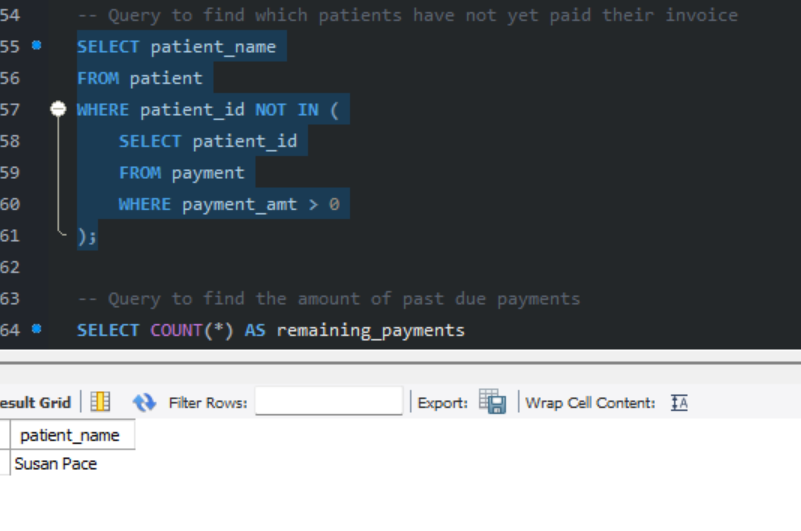 54 -- Query to find which patients have not yet paid their invoice
55 SELECT patient_name
56 FROM patient
57 WHERE patient_id NOT IN (
58 SELECT patient_id
59 FROM payment
60 WHERE payment_amt > 0
61 );
62
63 -- Query to find the amount of past due payments
64 SELECT COUNT(*) AS remaining_payments
esult Grid Filter Rows: Export: Wrap Cell Content: IA
patient_name
Susan Pace